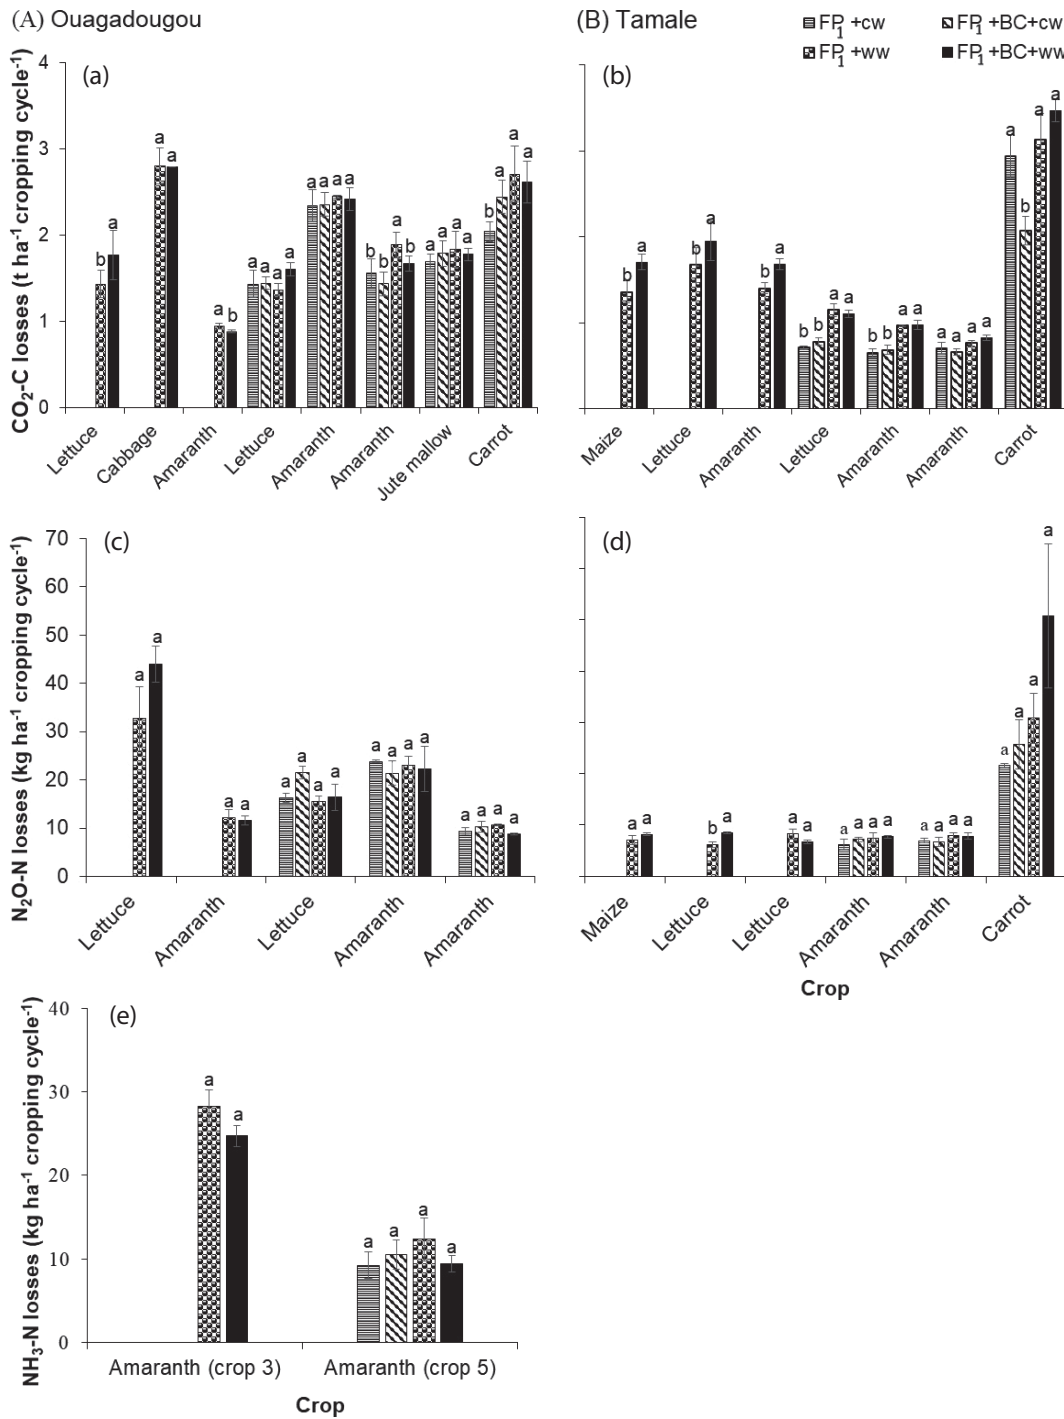 (A) Ouagadougou
(B) Tamale
FP1 +cw
FP1 +BC+cw
FP1 +ww
FP1 +BC+ww
(a)
CO2-C losses (t ha-1 cropping cycle-1)
4
3
2
1
0
b a
a a
a b
a a a a
a a a a
b b a b
a a a a
b a a a
Lettuce
Cabbage
Amaranth
Lettuce
Amaranth
Amaranth
Jute mallow
Carrot
(b)
b a
b a
b a
b b a a
b b a a
a a a a
a b a a
Maize
Lettuce
Amaranth
Lettuce
Amaranth
Amaranth
Carrot
(c)
N2O-N losses (kg ha-1 cropping cycle-1)
70
60
50
40
30
20
10
0
a a
a a
a a a a
a a a a
a a a a
Lettuce
Amaranth
Lettuce
Amaranth
Amaranth
(d)
a a
b a
a a
a a a a
a a a a
a a a a
Maize
Lettuce
Lettuce
Amaranth
Amaranth
Carrot
Crop
(e)
NH3-N losses (kg ha-1 cropping cycle-1)
40
30
20
10
0
a a
a a a a
Amaranth (crop 3)
Amaranth (crop 5)
Crop